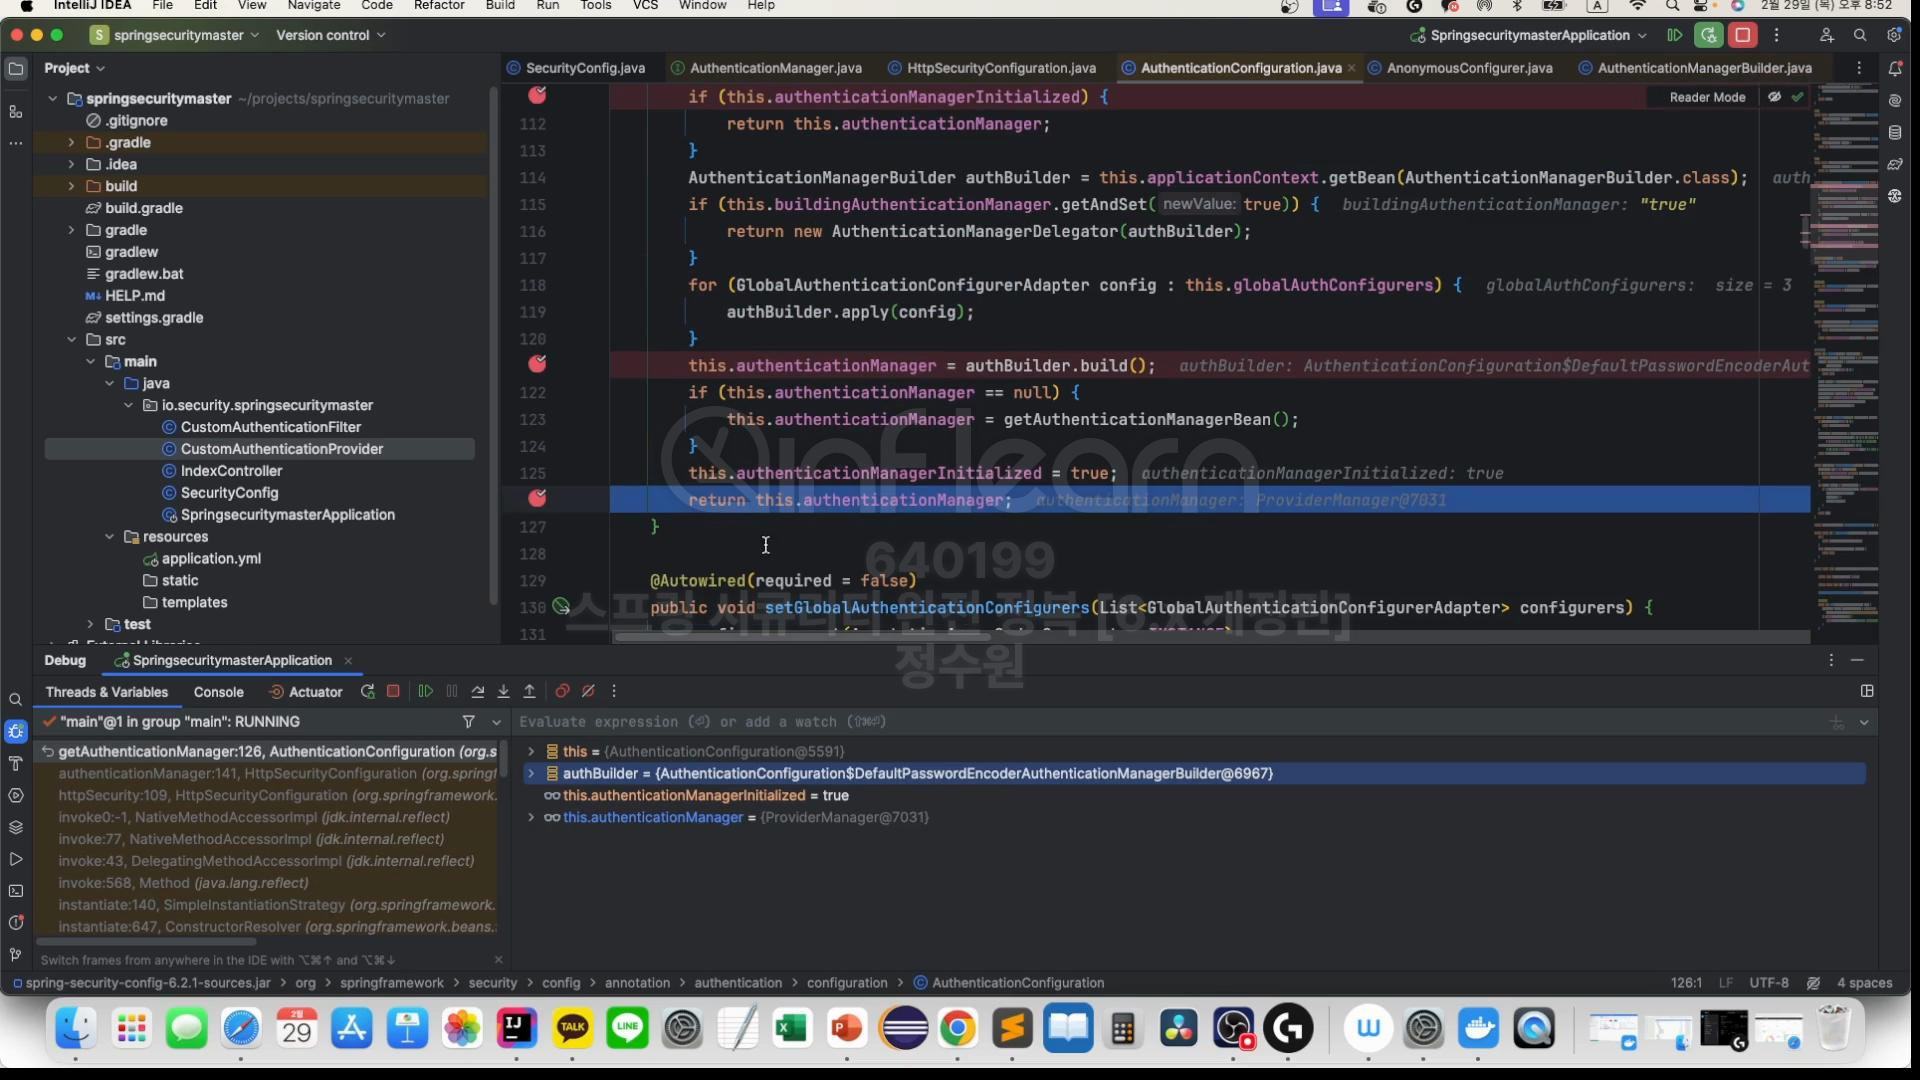 IntelliJ IDEA File Edit View Navigate Code Refactor Build Run Tools VCS Window Help
A 2월 29일 (목) 오후 8:52
S springsecuritymaster Version control SpringsecuritymasterApplication
Project
springsecuritymaster ~/projects/springsecuritymaster
.gitignore
.gradle
.idea
build
build.gradle
gradle
gradlew
gradlew.bat
HELP.md
settings.gradle
src
main
java
io.security.springsecuritymaster
CustomAuthenticationFilter
CustomAuthenticationProvider
IndexController
SecurityConfig
SpringsecuritymasterApplication
resources
application.yml
static
templates
test
SecurityConfig.java AuthenticationManager.java HttpSecurityConfiguration.java AuthenticationConfiguration.java AnonymousConfigurer.java AuthenticationManagerBuilder.java
Reader Mode
if (this.authenticationManagerInitialized) {
112 return this.authenticationManager;
113 }
114 AuthenticationManagerBuilder authBuilder = this.applicationContext.getBean(AuthenticationManagerBuilder.class); auth
115 if (this.buildingAuthenticationManager.getAndSet( newValue: true)) { buildingAuthenticationManager: "true"
116 return new AuthenticationManagerDelegator(authBuilder);
117 }
118 for (GlobalAuthenticationConfigurerAdapter config : this.globalAuthConfigurers) { globalAuthConfigurers: size = 3
119 authBuilder.apply(config);
120 }
this.authenticationManager = authBuilder.build(); authBuilder: AuthenticationConfiguration$DefaultPasswordEncoderAut
122 if (this.authenticationManager == null) {
123 this.authenticationManager = getAuthenticationManagerBean();
124 }
125 this.authenticationManagerInitialized = true; authenticationManagerInitialized: true
return this.authenticationManager; authenticationManager: ProviderManager@7031
127 }
128
129 @Autowired(required = false)
130 public void setGlobalAuthenticationConfigurers(List<GlobalAuthenticationConfigurerAdapter> configurers) {
131
inflearn
640199
스프링 시큐리티 완전 정복 [6.x 개정판]
정수원
Debug SpringsecuritymasterApplication
Threads & Variables Console Actuator
"main"@1 in group "main": RUNNING
getAuthenticationManager:126, AuthenticationConfiguration (org.s
authenticationManager:141, HttpSecurityConfiguration (org.springf
httpSecurity:109, HttpSecurityConfiguration (org.springframework.
invoke0:-1, NativeMethodAccessorImpl (jdk.internal.reflect)
invoke:77, NativeMethodAccessorImpl (jdk.internal.reflect)
invoke:43, DelegatingMethodAccessorImpl (jdk.internal.reflect)
invoke:568, Method (java.lang.reflect)
instantiate:140, SimpleInstantiationStrategy (org.springframework.
instantiate:647, ConstructorResolver (org.springframework.beans.
Switch frames from anywhere in the IDE with ⌥⌘↑ and ⌥⌘↓
Evaluate expression (⏎) or add a watch (⇧⌘⏎)
this = {AuthenticationConfiguration@5591}
authBuilder = {AuthenticationConfiguration$DefaultPasswordEncoderAuthenticationManagerBuilder@6967}
this.authenticationManagerInitialized = true
this.authenticationManager = {ProviderManager@7031}
spring-security-config-6.2.1-sources.jar > org > springframework > security > config > annotation > authentication > configuration > AuthenticationConfiguration
126:1 LF UTF-8 4 spaces
2월
29
IJ
TALK
LINE